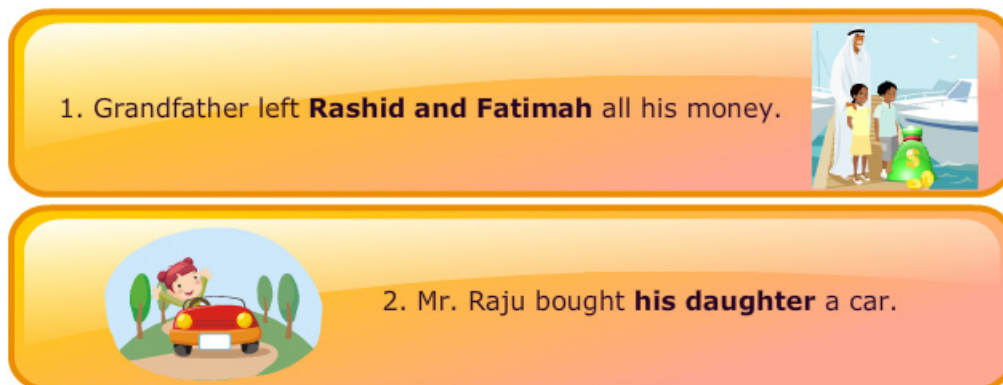 1. Grandfather left Rashid and Fatimah all his money.
$
2. Mr. Raju bought his daughter a car.